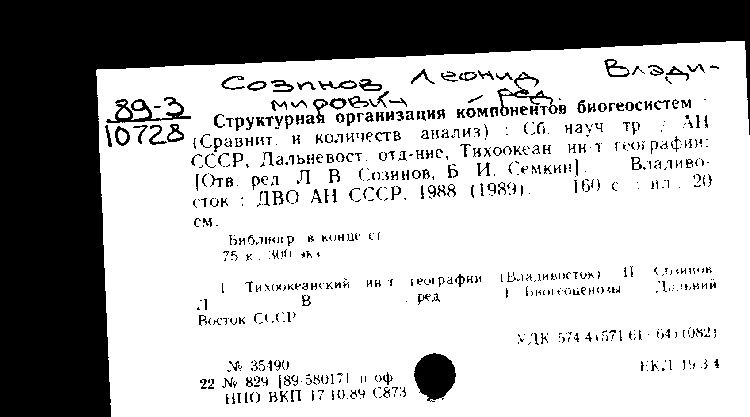 Созинов Леонид Влади-
мирович - ред.
89-3
10728
Структурная организация компонентов биогеосистем :
(Сравнит. и количеств. анализ) : Сб. науч. тр. / АН
СССР, Дальневост. отд-ние, Тихоокеан. ин-т географии;
[Отв. ред. Л. В. Созинов, Б. И. Семкин]. Владиво-
сток : ДВО АН СССР, 1988 (1989). 160 с. : ил. ; 20
см.
Библиогр. в конце ст.
75 к. 300 экз.
I. Тихоокеанский ин-т географии (Владивосток) II. Созинов
Л. В. , ред. 1. Биогеоценозы Дальний
Восток СССР
УДК 574.4(571.61/.64)(082)
№ 35490
22 № 829 [89-58017] п оф ЕКЛ 19.3.4
НПО ВКП 17.10.89 С873